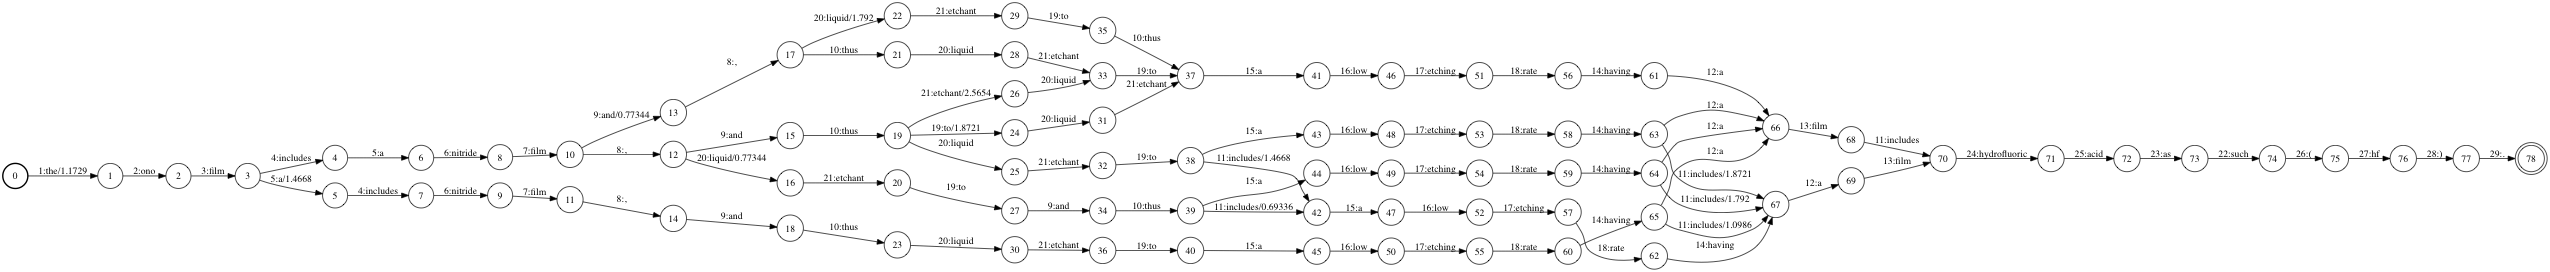 20:liquid/1.792 22 21:etchant 29 19:to 35 10:thus
8:, 17 10:thus 21 20:liquid 28 21:etchant 33 19:to 37 15:a 41 16:low 46 17:etching 51 18:rate 56 14:having 61 12:a
9:and/0.77344 13 21:etchant/2.5654 26 20:liquid 21:etchant
9:and 15 10:thus 19 19:to/1.8721 24 20:liquid 31 15:a 43 16:low 48 17:etching 53 18:rate 58 14:having 63 12:a 66 13:film 68 11:includes
0 1:the/1.1729 1 2:ono 2 3:film 3 4:includes 4 5:a 6 6:nitride 8 7:film 10 8:, 12 20:liquid 25 21:etchant 32 19:to 38 11:includes/1.4668 12:a 12:a 70 24:hydrofluoric 71 25:acid 72 23:as 73 22:such 74 26:( 75 27:hf 76 28:) 77 29:. 78
20:liquid/0.77344 16 21:etchant 20 19:to 15:a 44 16:low 49 17:etching 54 18:rate 59 14:having 64 11:includes/1.8721 13:film
5:a/1.4668 5 4:includes 7 6:nitride 9 7:film 11 8:, 27 9:and 34 10:thus 39 11:includes/0.69336 42 15:a 47 16:low 52 17:etching 57 11:includes/1.792 67 12:a 69
14 9:and 18 10:thus 14:having 65 11:includes/1.0986
23 20:liquid 30 21:etchant 36 19:to 40 15:a 45 16:low 50 17:etching 55 18:rate 60 18:rate 62 14:having